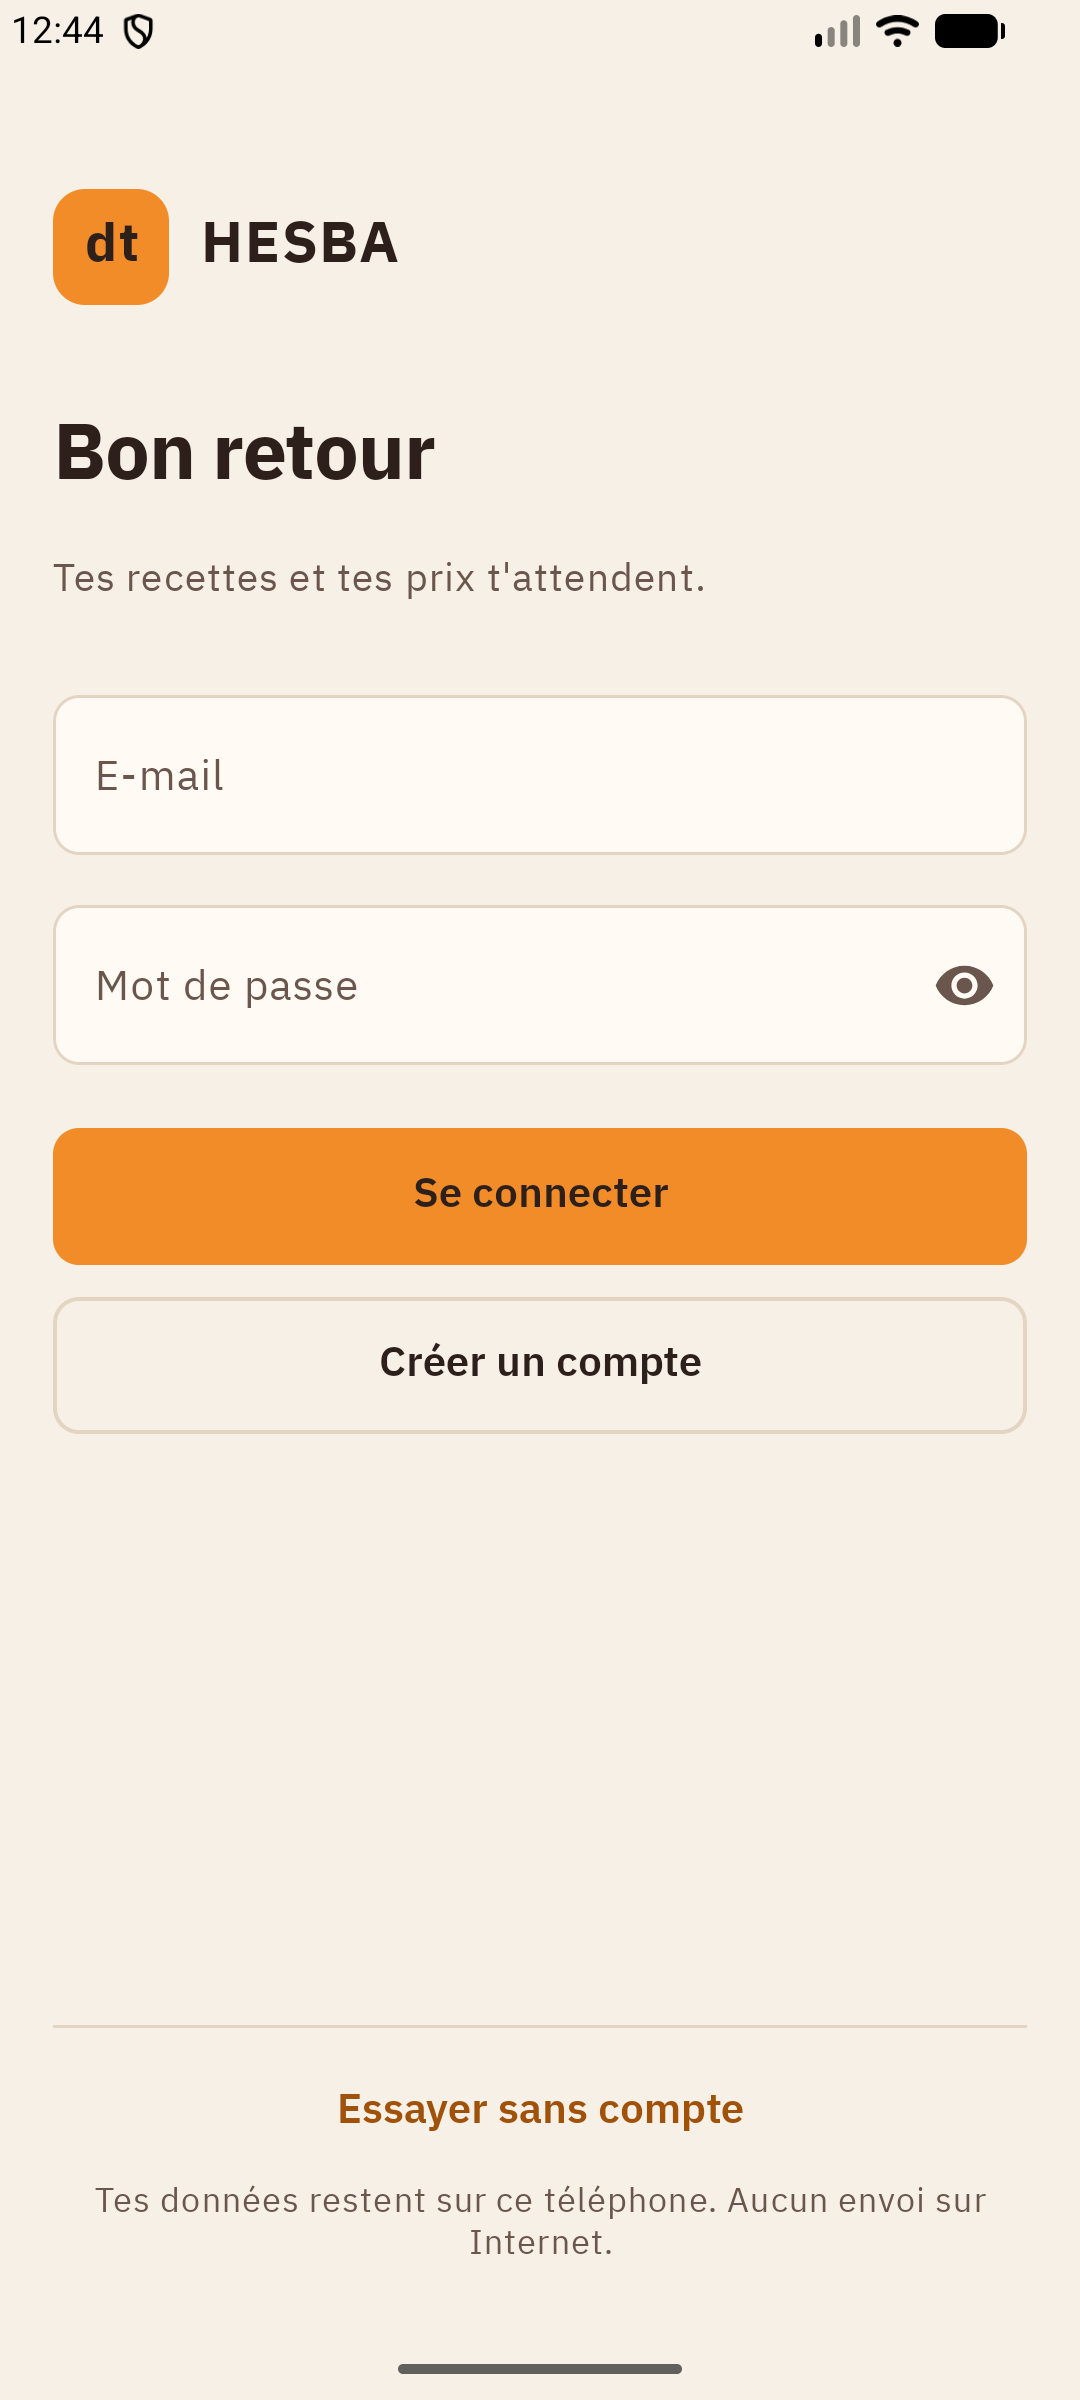 12:44
dt HESBA
Bon retour
Tes recettes et tes prix t'attendent.
E-mail
Mot de passe
Se connecter
Créer un compte
Essayer sans compte
Tes données restent sur ce téléphone. Aucun envoi sur
Internet.